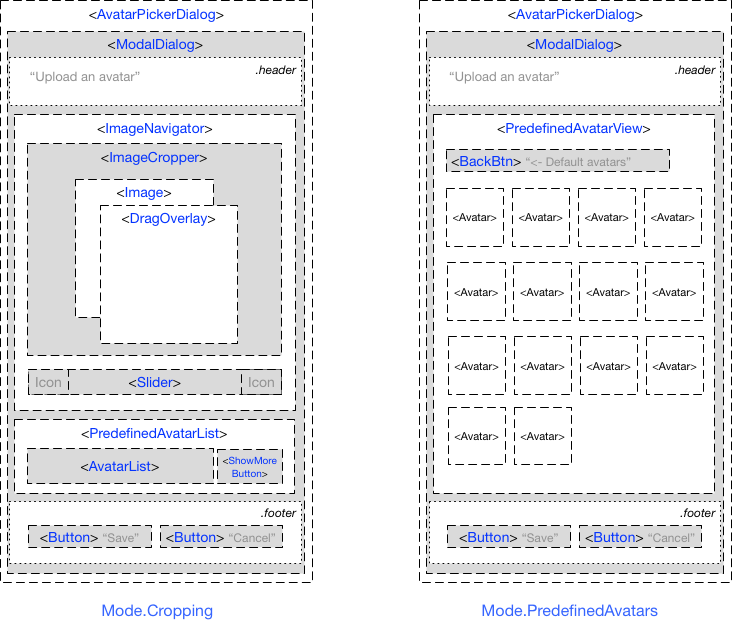 <AvatarPickerDialog>
<ModalDialog>
.header
“Upload an avatar”
<ImageNavigator>
<ImageCropper>
<Image>
<DragOverlay>
Icon
<Slider>
Icon
<PredefinedAvatarList>
<AvatarList>
<ShowMore
Button>
.footer
<Button> “Save”
<Button> “Cancel”
Mode.Cropping
<AvatarPickerDialog>
<ModalDialog>
.header
“Upload an avatar”
<PredefinedAvatarView>
<BackBtn> “<- Default avatars”
<Avatar> <Avatar> <Avatar> <Avatar>
<Avatar> <Avatar> <Avatar> <Avatar>
<Avatar> <Avatar> <Avatar> <Avatar>
<Avatar> <Avatar>
.footer
<Button> “Save”
<Button> “Cancel”
Mode.PredefinedAvatars